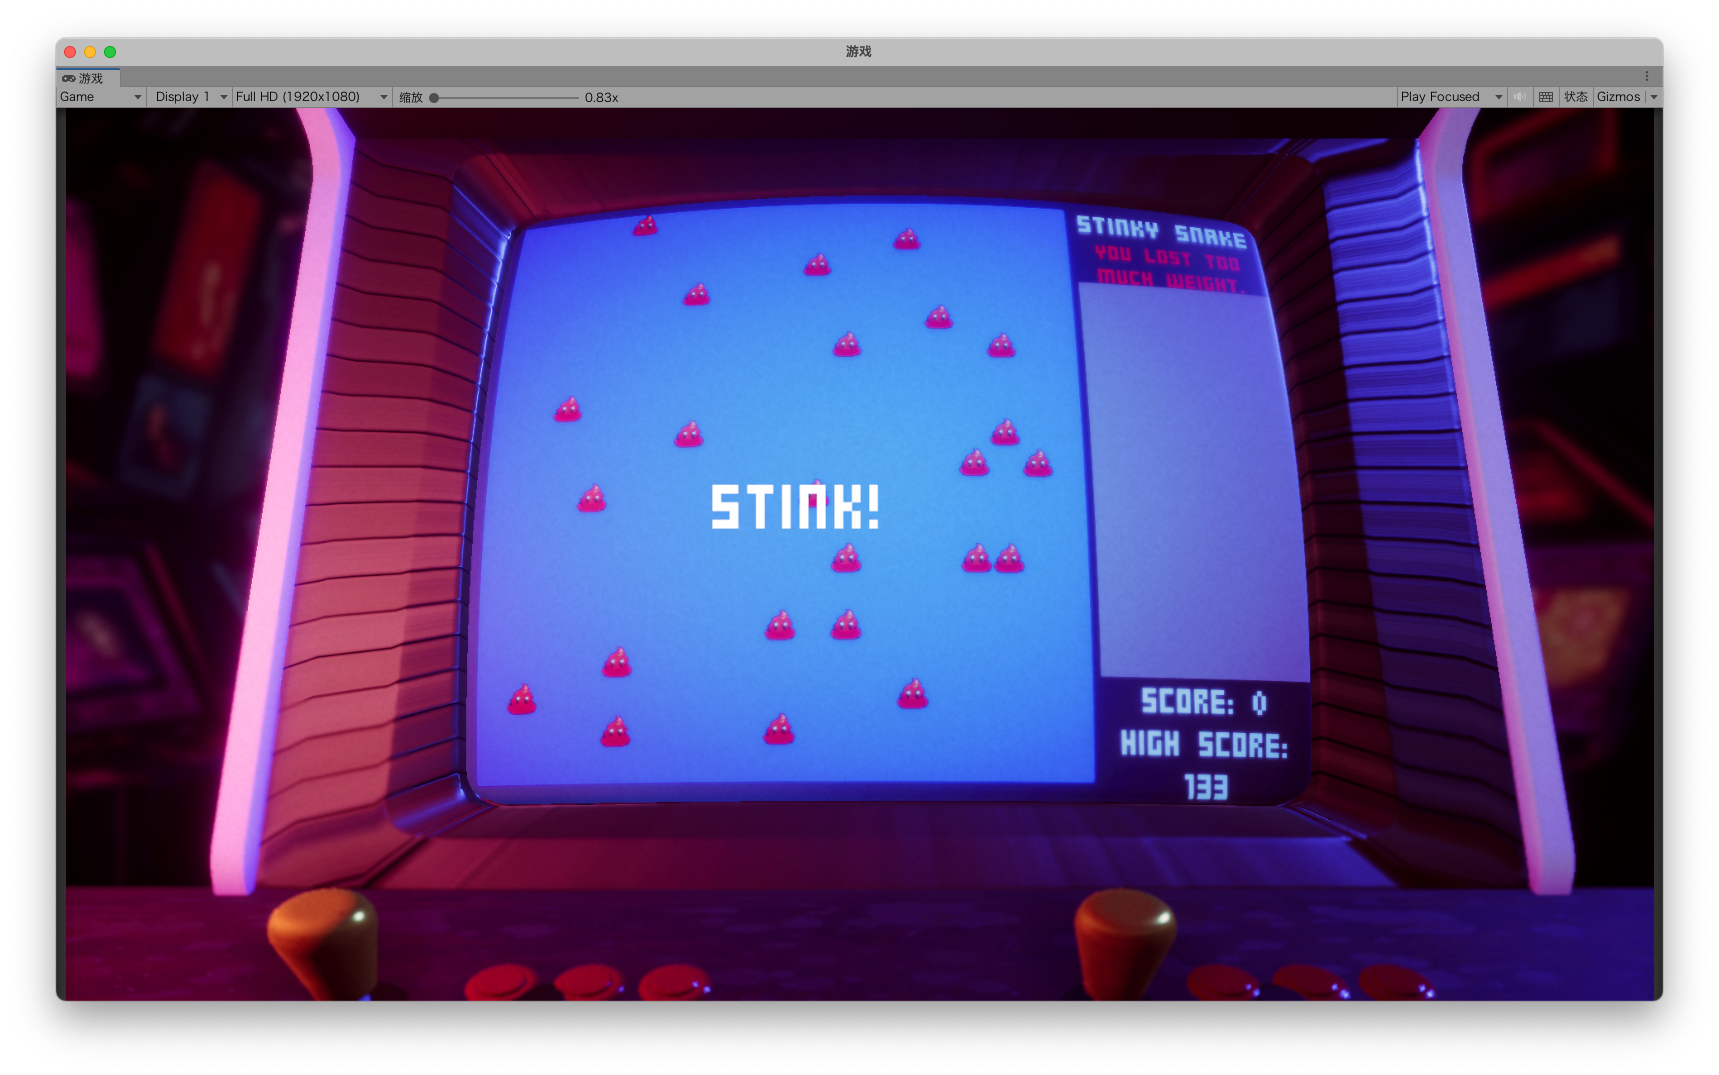 游戏
游戏
Game Display 1 Full HD (1920x1080) 缩放 0.83x Play Focused 状态 Gizmos
STINKY SNAKE
YOU LOST TOO
MUCH WEIGHT.
STINK!
SCORE: 0
HIGH SCORE:
133